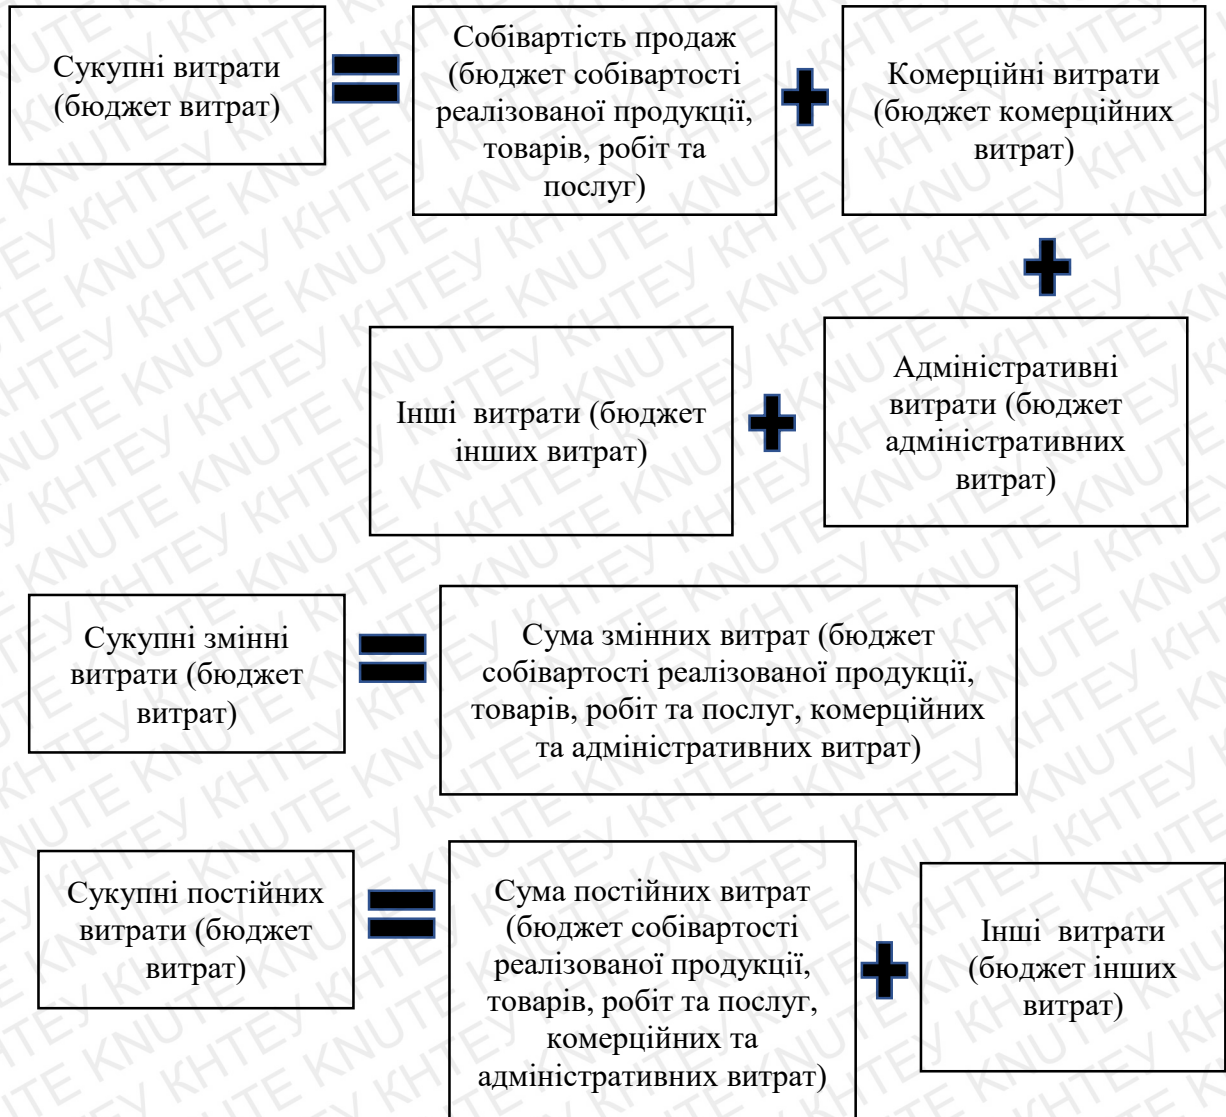 Сукупні витрати
(бюджет витрат)
Собівартість продаж
(бюджет собівартості
реалізованої продукції,
товарів, робіт та
послуг)
Комерційні витрати
(бюджет комерційних
витрат)
Інші витрати (бюджет
інших витрат)
Адміністративні
витрати (бюджет
адміністративних
витрат)
Сукупні змінні
витрати (бюджет
витрат)
Сума змінних витрат (бюджет
собівартості реалізованої продукції,
товарів, робіт та послуг, комерційних
та адміністративних витрат)
Сукупні постійних
витрати (бюджет
витрат)
Сума постійних витрат
(бюджет собівартості
реалізованої продукції,
товарів, робіт та послуг,
комерційних та
адміністративних витрат)
Інші витрати
(бюджет інших
витрат)